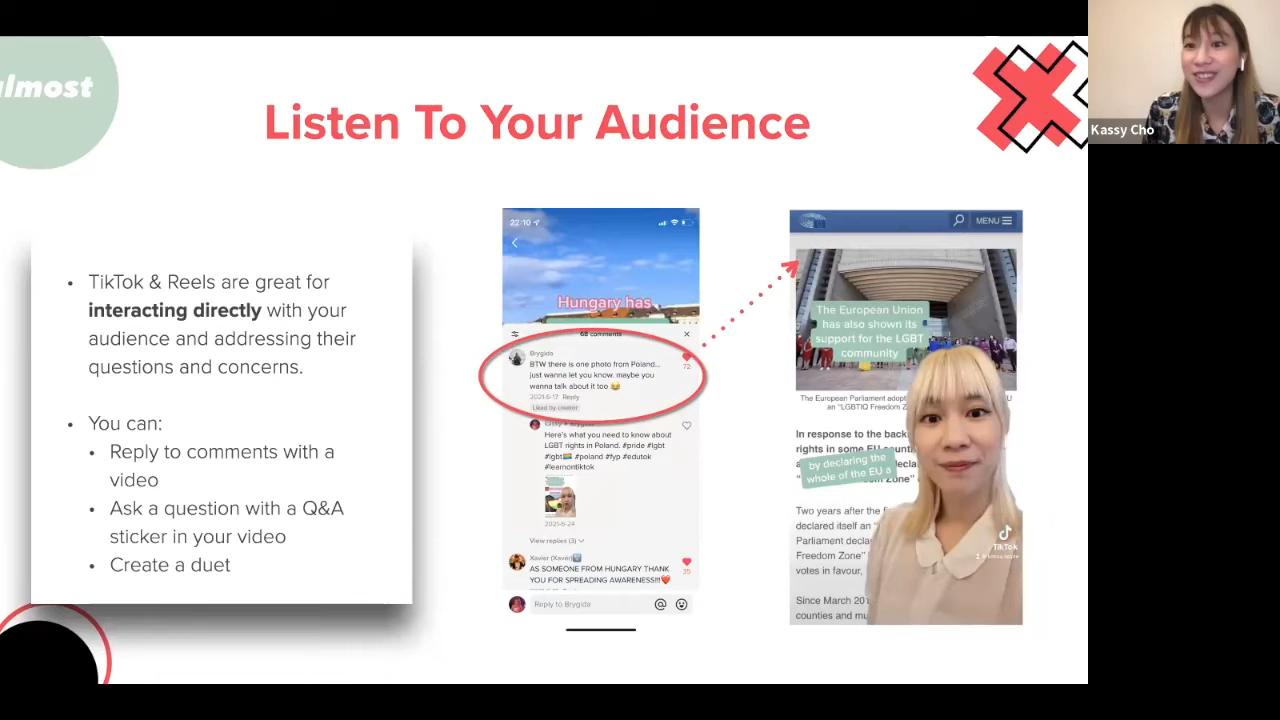 almost
Listen To Your Audience
Kassy Cho
TikTok & Reels are great for
interacting directly with your
audience and addressing their
questions and concerns.
You can:
Reply to comments with a
video
Ask a question with a Q&A
sticker in your video
Create a duet
22:10
Hungary has
68 comments
Brygida
BTW there is one photo from Poland...
just wanna let you know. maybe you
wanna talk about it too 😂
2021-6-17 Reply
Liked by creator
72
Here's what you need to know about
LGBT rights in Poland. #pride #lgbt
#lgbt🏳️‍🌈 #poland #fyp #edutok
#learnontiktok
2021-6-24
View replies (3)
Xavier (Xavier)
AS SOMEONE FROM HUNGARY THANK
YOU FOR SPREADING AWARENESS!!!❤️
35
Reply to Brygida
MENU
The European Union
has also shown its
support for the LGBT
community
The European Parliament adopt
an "LGBTIQ Freedom Z
In response to the back
rights in some EU count
by declaring the
whole of the EU a
Two years after the
declared itself an "
Parliament decla
Freedom Zone"
votes in favour,
Since March 201
counties and mu
TikTok